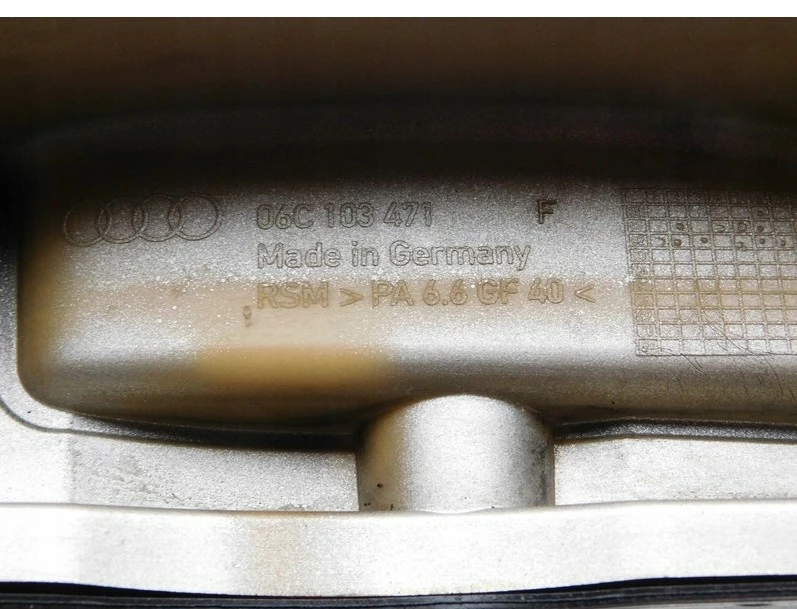 06C 103 471 F
Made in Germany
RSM > PA 6.6 GF 40 <